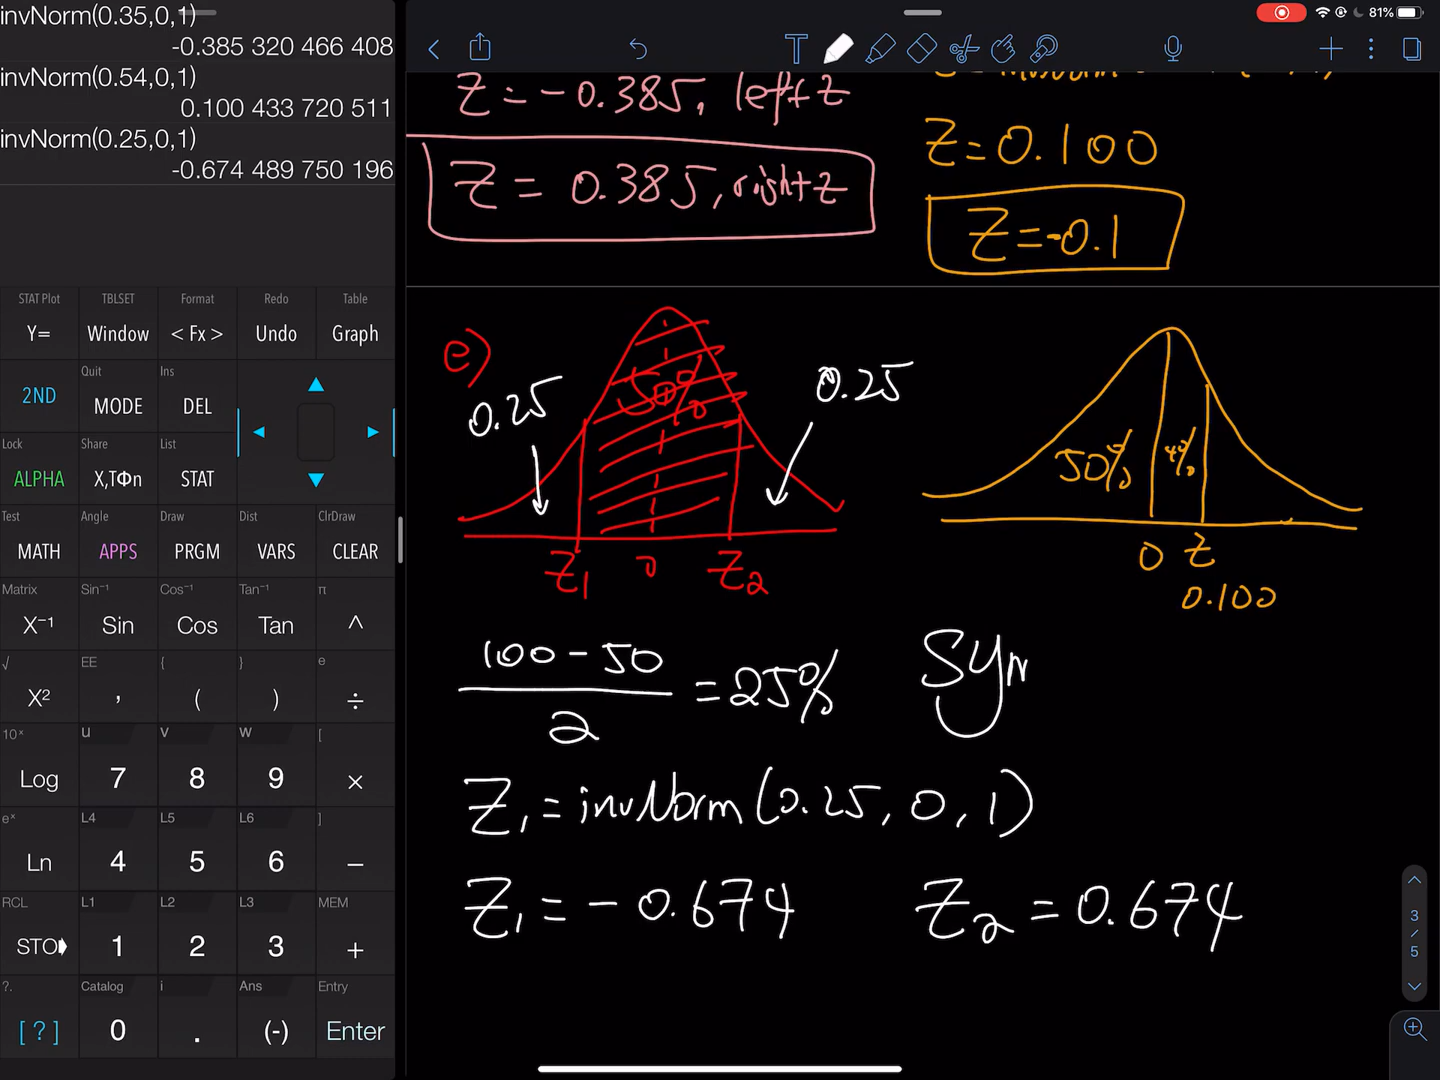 invNorm(0.35,0,1)
-0.385 320 466 408
invNorm(0.54,0,1)
0.100 433 720 511
invNorm(0.25,0,1)
-0.674 489 750 196
STAT Plot TBLSET Format Redo Table
Y= Window < Fx > Undo Graph
Quit Ins
2ND MODE DEL
Lock Share List
ALPHA X,TΦn STAT
Test Angle Draw Dist ClrDraw
MATH APPS PRGM VARS CLEAR
Matrix Sin⁻¹ Cos⁻¹ Tan⁻¹ π
X⁻¹ Sin Cos Tan ^
√ EE { } e
X² , ( ) ÷
10ˣ u v w [
Log 7 8 9 ×
eˣ L4 L5 L6 ]
Ln 4 5 6 −
RCL L1 L2 L3 MEM
STO 1 2 3 +
?. Catalog i Ans Entry
[ ? ] 0 . (-) Enter
81%
T
Z = -0.385, left z
Z = 0.385, right z
Z = 0.100
Z = -0.1
e)
50%
0.25
0.25
Z₁ 0 Z₂
50% 4%
0 Z
0.100
100 - 50
2
= 25%
Sym
Z₁ = invNorm(0.25, 0, 1)
Z₁ = - 0.674
Z₂ = 0.674
3
/
5